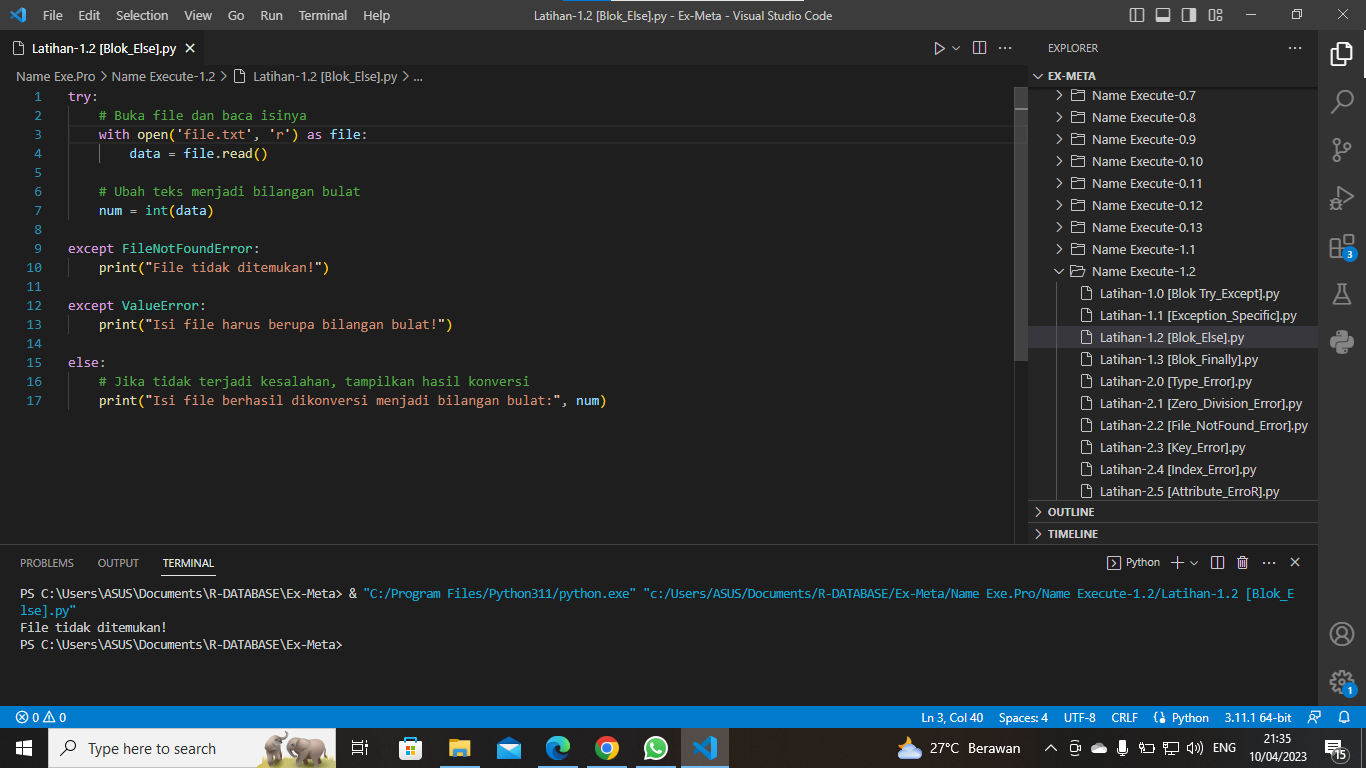 File Edit Selection View Go Run Terminal Help
Latihan-1.2 [Blok_Else].py - Ex-Meta - Visual Studio Code
Latihan-1.2 [Blok_Else].py
Name Exe.Pro > Name Execute-1.2 > Latihan-1.2 [Blok_Else].py > ...
1 try:
2 # Buka file dan baca isinya
3 with open('file.txt', 'r') as file:
4 data = file.read()
5
6 # Ubah teks menjadi bilangan bulat
7 num = int(data)
8
9 except FileNotFoundError:
10 print("File tidak ditemukan!")
11
12 except ValueError:
13 print("Isi file harus berupa bilangan bulat!")
14
15 else:
16 # Jika tidak terjadi kesalahan, tampilkan hasil konversi
17 print("Isi file berhasil dikonversi menjadi bilangan bulat:", num)
EXPLORER
EX-META
Name Execute-0.7
Name Execute-0.8
Name Execute-0.9
Name Execute-0.10
Name Execute-0.11
Name Execute-0.12
Name Execute-0.13
Name Execute-1.1
Name Execute-1.2
Latihan-1.0 [Blok Try_Except].py
Latihan-1.1 [Exception_Specific].py
Latihan-1.2 [Blok_Else].py
Latihan-1.3 [Blok_Finally].py
Latihan-2.0 [Type_Error].py
Latihan-2.1 [Zero_Division_Error].py
Latihan-2.2 [File_NotFound_Error].py
Latihan-2.3 [Key_Error].py
Latihan-2.4 [Index_Error].py
Latihan-2.5 [Attribute_ErroR].py
OUTLINE
TIMELINE
3
1
PROBLEMS OUTPUT TERMINAL
Python
PS C:\Users\ASUS\Documents\R-DATABASE\Ex-Meta> & "C:/Program Files/Python311/python.exe" "c:/Users/ASUS/Documents/R-DATABASE/Ex-Meta/Name Exe.Pro/Name Execute-1.2/Latihan-1.2 [Blok_E
lse].py"
File tidak ditemukan!
PS C:\Users\ASUS\Documents\R-DATABASE\Ex-Meta>
0 0
Ln 3, Col 40 Spaces: 4 UTF-8 CRLF Python 3.11.1 64-bit
Type here to search
27°C Berawan
ENG
21:35
10/04/2023
15